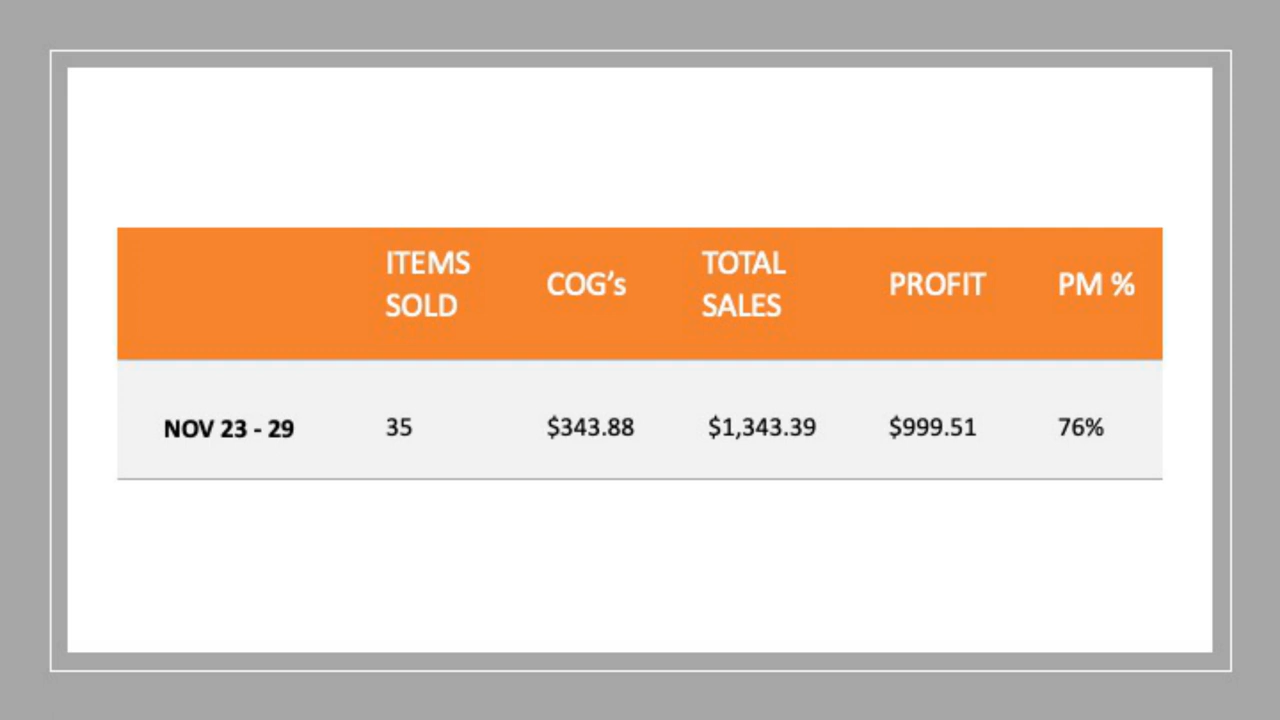 ITEMS SOLD
COG’s
TOTAL SALES
PROFIT
PM %
NOV 23 - 29
35
$343.88
$1,343.39
$999.51
76%